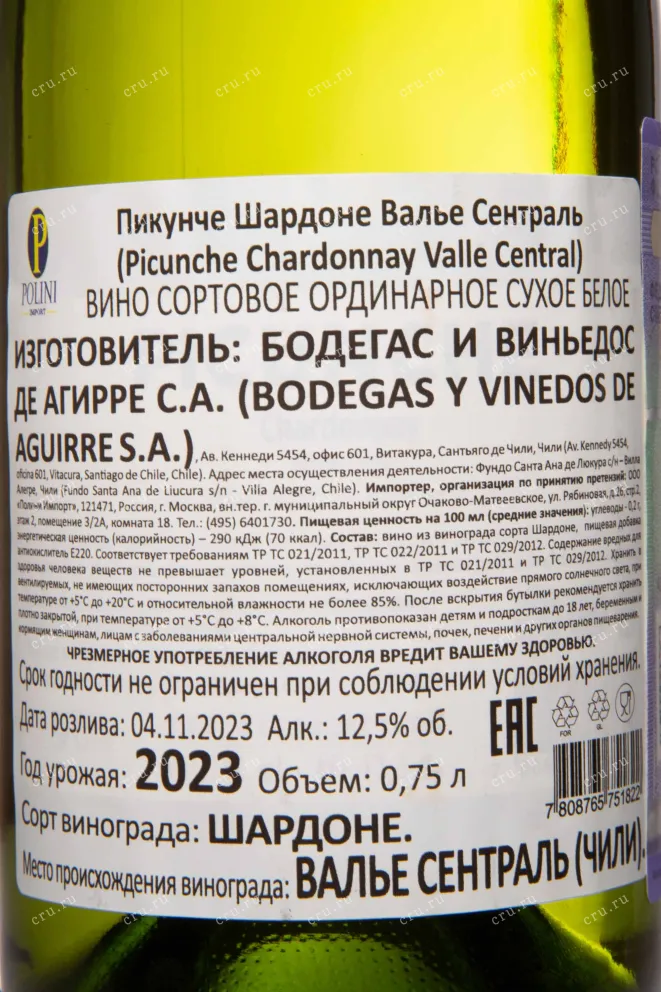 Пикунче Шардоне Валье Сентраль
(Picunche Chardonnay Valle Central)
POLINI
IMPORT
ВИНО СОРТОВОЕ ОРДИНАРНОЕ СУХОЕ БЕЛОЕ
ИЗГОТОВИТЕЛЬ: БОДЕГАС И ВИНЬЕДОС
ДЕ АГИРРЕ С.А. (BODEGAS Y VINEDOS DE
AGUIRRE S.A.), Ав. Кеннеди 5454, офис 601, Витакура, Сантьяго де Чили, Чили (Av. Kennedy 5454,
oficina 601, Vitacura, Santiago de Chile, Chile). Адрес места осуществления деятельности: Фундо Санта Ана де Люкура с/н – Вилла
Алегре, Чили (Fundo Santa Ana de Liucura s/n - Vilia Alegre, Chile). Импортер, организация по принятию претензий: ООО
«Полини Импорт», 121471, Россия, г. Москва, вн.тер. г. муниципальный округ Очаково-Матвеевское, ул. Рябиновая, д.26, стр.2,
этаж 2, помещение 3/2А, комната 18. Тел.: (495) 6401730. Пищевая ценность на 100 мл (средние значения): углеводы - 0,2 г,
энергетическая ценность (калорийность) – 290 кДж (70 ккал). Состав: вино из винограда сорта Шардоне, пищевая добавка
антиокислитель Е220. Соответствует требованиям ТР ТС 021/2011, ТР ТС 022/2011 и ТР ТС 029/2012. Содержание вредных для
здоровья человека веществ не превышает уровней, установленных в ТР ТС 021/2011 и ТР ТС 029/2012. Хранить в
вентилируемых, не имеющих посторонних запахов помещениях, исключающих воздействие прямого солнечного света, при
температуре от +5°С до +20°С и относительной влажности не более 85%. После вскрытия бутылки рекомендуется хранить
плотно закрытой, при температуре от +5°С до +8°С. Алкоголь противопоказан детям и подросткам до 18 лет, беременным и
кормящим женщинам, лицам с заболеваниями центральной нервной системы, почек, печени и других органов пищеварения.
ЧРЕЗМЕРНОЕ УПОТРЕБЛЕНИЕ АЛКОГОЛЯ ВРЕДИТ ВАШЕМУ ЗДОРОВЬЮ.
Срок годности не ограничен при соблюдении условий хранения.
Дата розлива: 04.11.2023 Алк.: 12,5% об.
EAC
FOR
GL
Год урожая: 2023 Объем: 0,75 л
7 808765 751822
Сорт винограда: ШАРДОНЕ.
Место происхождения винограда: ВАЛЬЕ СЕНТРАЛЬ (ЧИЛИ).
cru.ru